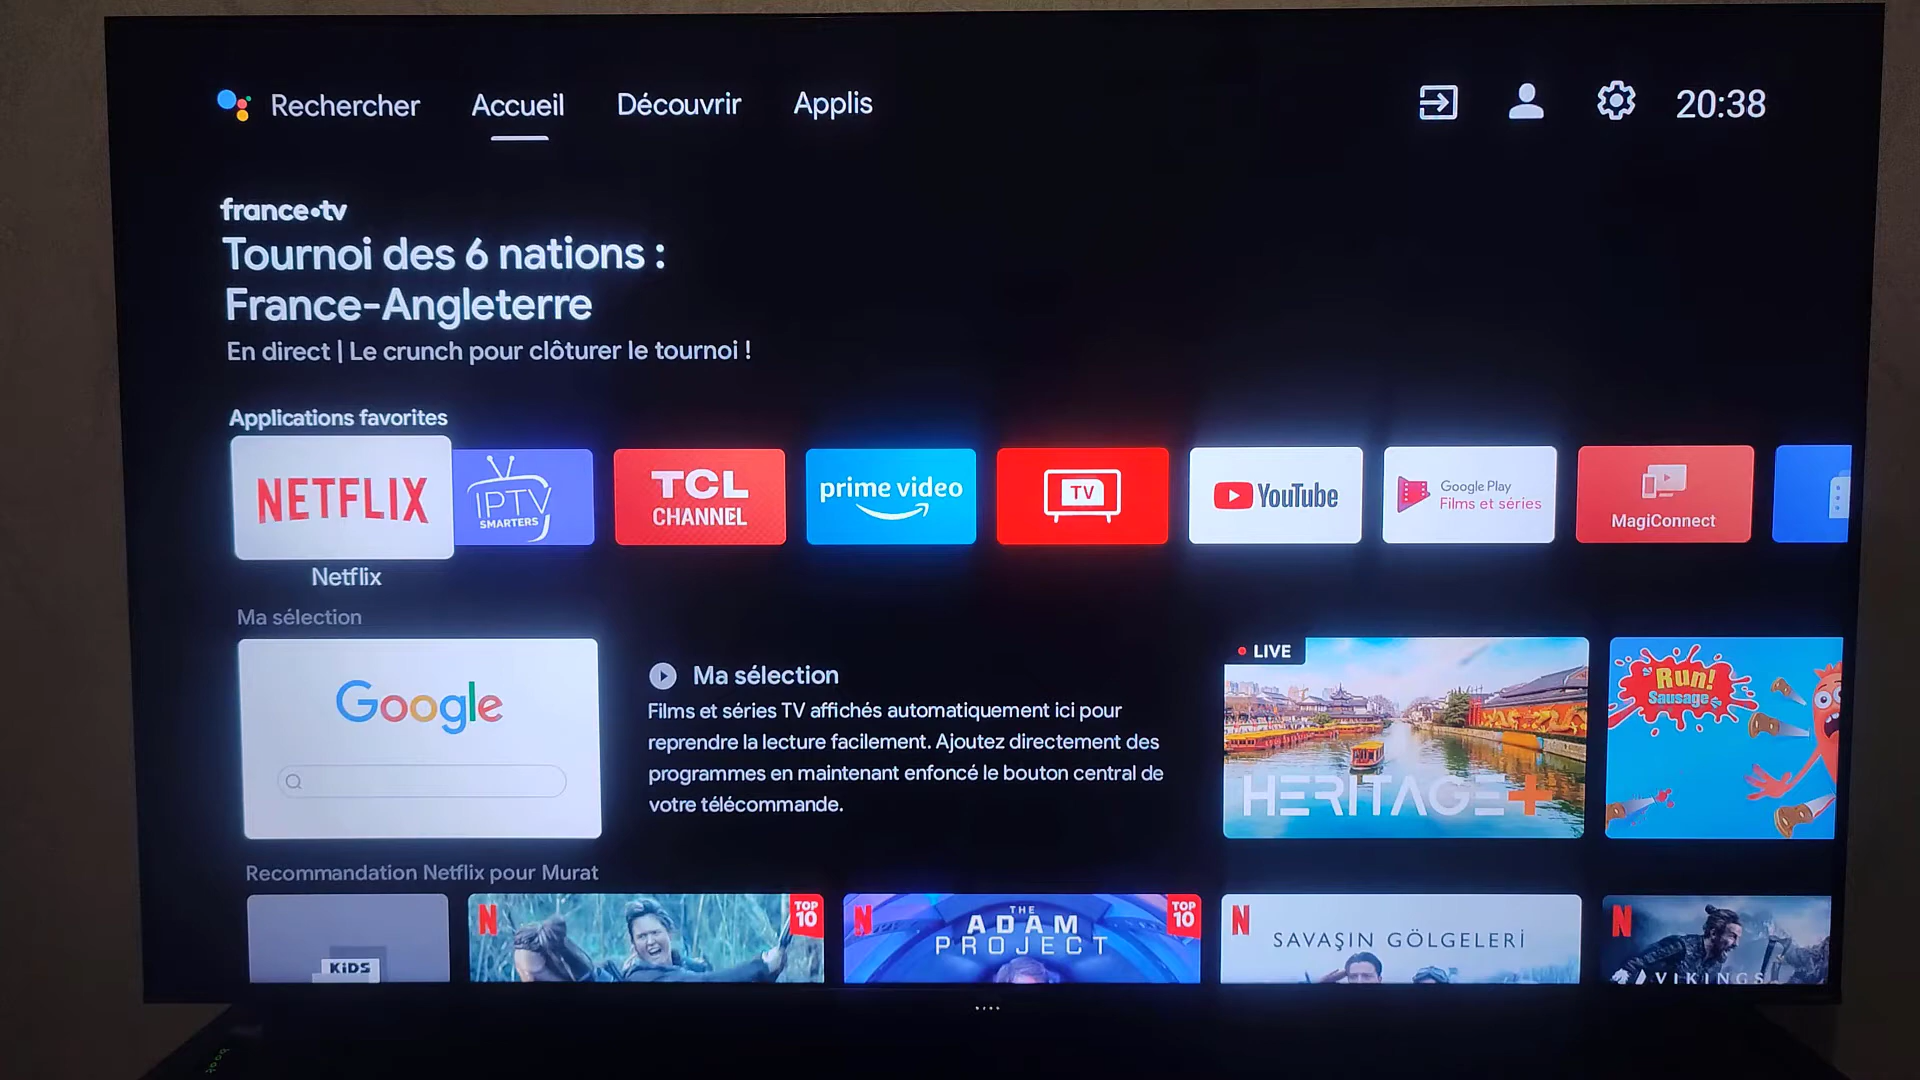 Rechercher Accueil Découvrir Applis 20:38
france•tv
Tournoi des 6 nations :
France-Angleterre
En direct | Le crunch pour clôturer le tournoi !
Applications favorites
NETFLIX
IPTV
SMARTERS
TCL
CHANNEL
prime video
TV
YouTube
Google Play
Films et séries
MagiConnect
Netflix
Ma sélection
Google
Ma sélection
Films et séries TV affichés automatiquement ici pour
reprendre la lecture facilement. Ajoutez directement des
programmes en maintenant enfoncé le bouton central de
votre télécommande.
LIVE
HERITAGE+
Run!
Sausage
Recommandation Netflix pour Murat
KiDS
N
TOP
10
N
THE
ADAM
PROJECT
TOP
10
N
SAVAŞIN GÖLGELERİ
N
VIKINGS